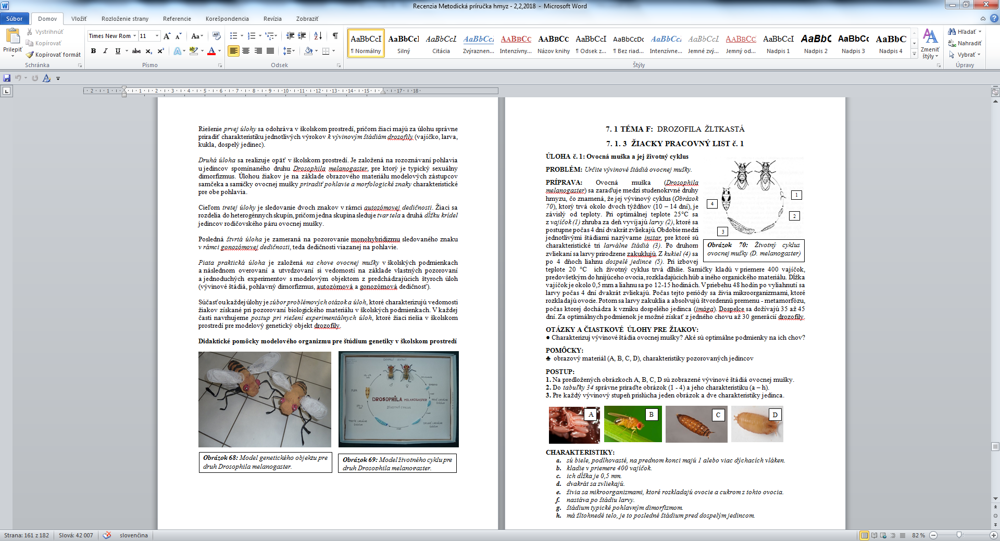 Recenzia Metodická príručka hmyz - 2,2,2018 - Microsoft Word
Súbor Domov Vložiť Rozloženie strany Referencie Korešpondencia Revízia Zobraziť
Prilepiť
Vystrihnúť
Kopírovať
Kopírovať formát
Schránka
Times New Rom 11
Písmo
Odsek
AaBbCcI AaBbCcI AaBbCcL AaBbCcI AABBCC AaBbCc AaBbCcI AaBbCcDc AaBbCcI AaBbCcI AABBCCI AaBbCcI AaBbC AaBbCc AaBbC
¶ Normálny Silný Citácia Zvýraznen... Intenzívny... Názov knihy ¶ Odsek z... ¶ Bez riad... Intenzívne... Jemné zvý... Jemný od... Nadpis 1 Nadpis 2 Nadpis 3 Nadpis 4
Štýly
Zmeniť
štýly
Hľadať
Nahradiť
Vybrať
Úpravy
2 1 1 2 3 4 5 6 7 8 9 10 11 12 13 14 15 17 18
Riešenie prvej úlohy sa odohráva v školskom prostredí, pričom žiaci majú za úlohu správne
priradiť charakteristiku jednotlivých výrokov k vývinovým štádiám drozofily (vajíčko, larva,
kukla, dospelý jedinec).
Druhá úloha sa realizuje opäť v školskom prostredí. Je založená na rozoznávaní pohlavia
u jedincov spomínaného druhu Drosophila melanogaster, pre ktorý je typický sexuálny
dimorfizmus. Úlohou žiakov je na základe obrazového materiálu modelových zástupcov
samčeka a samičky ovocnej mušky priradiť pohlavie a morfologické znaky charakteristické
pre obe pohlavia.
Cieľom tretej úlohy je sledovanie dvoch znakov v rámci autozómovej dedičnosti. Žiaci sa
rozdelia do heterogénnych skupín, pričom jedna skupina sleduje tvar tela a druhá dĺžku krídel
jedincov rodičovského páru ovocnej mušky.
Posledná štvrtá úloha je zameraná na pozorovanie monohybridizmu sledovaného znaku
v rámci gonozómovej dedičnosti, teda dedičnosti viazanej na pohlavie.
Piata praktická úloha je založená na chove ovocnej mušky v školských podmienkach
a následnom overovaní a utvrdzovaní si vedomostí na základe vlastných pozorovaní
a jednoduchých experimentov s modelovým objektom z predchádzajúcich štyroch úloh
(vývinové štádiá, pohlavný dimorfizmus, autozómová a gonozómová dedičnosť).
Súčasťou každej úlohy je súbor problémových otázok a úloh, ktoré charakterizujú vedomosti
žiakov získané pri pozorovaní biologického materiálu v školských podmienkach. V každej
časti navrhujeme postup pri riešení experimentálnych úloh, ktoré žiaci riešia v školskom
prostredí pre modelový genetický objekt drozofily.
Didaktické pomôcky modelového organizmu pre štúdium genetiky v školskom prostredí
DROSOPHILA MELANOGASTER
ŽIVOTNÝ CYKLUS
Obrázok 68: Model genetického objektu pre
druh Drosophila melanogaster.
Obrázok 69: Model životného cyklu pre
druh Drosophila melanogaster.
7. 1 TÉMA F: DROZOFILA ŽLTKASTÁ
7. 1. 3 ŽIACKY PRACOVNÝ LIST č. 1
ÚLOHA č. 1: Ovocná muška a jej životný cyklus
PROBLÉM: Určite vývinové štádiá ovocnej mušky.
PRÍPRAVA: Ovocná muška (Drosophila
melanogaster) sa zaraďuje medzi studenokrvné druhy
hmyzu, čo znamená, že jej vývinový cyklus (Obrázok
70), ktorý trvá okolo dvoch týždňov (10 – 14 dní), je
závislý od teploty. Pri optimálnej teplote 25°C sa
z vajíčok (1) zhruba za deň vyvíjajú larvy (2), ktoré sa
postupne počas 4 dní dvakrát zvliekajú. Obdobie medzi
jednotlivými štádiami nazývame instar, pre ktoré sú
charakteristické tri larválne štádiá (3). Po druhom
zvliekaní sa larvy prirodzene zakuklujú. Z kukiel (4) sa
po 4 dňoch liahnu dospelé jedince (5). Pri izbovej
teplote 20 °C ich životný cyklus trvá dlhšie. Samičky kladú v priemere 400 vajíčok,
predovšetkým do hnijúceho ovocia, rozkladajúcich húb a iného organického materiálu. Dĺžka
vajíčok je okolo 0,5 mm a liahnu sa po 12-15 hodinách. V priebehu 48 hodín po vyliahnutí sa
larvy počas 4 dní dvakrát zvliekajú. Počas tejto periódy sa živia mikroorganizmami, ktoré
rozkladajú ovocie. Potom sa larvy zakuklia a absolvujú štvordennú premenu - metamorfózu,
počas ktorej dochádza k vzniku dospelého jedinca (imága). Dospelce sa dožívajú 35 až 45
dní. Za optimálnych podmienok je možné získať z jedného chovu až 30 generácií drozofily.
1
2
3
4
Obrázok 70: Životný cyklus
ovocnej mušky (D. melanogaster)
OTÁZKY A ČIASTKOVÉ ÚLOHY PRE ŽIAKOV:
● Charakterizuj vývinové štádia ovocnej mušky? Aké sú optimálne podmienky na ich chov?
POMÔCKY:
♣ obrazový materiál (A, B, C, D), charakteristiky pozorovaných jedincov
POSTUP:
1. Na predložených obrázkoch A, B, C, D sú zobrazené vývinové štádiá ovocnej mušky.
2. Do tabuľky 34 správne priraďte obrázok (1 - 4) a jeho charakteristiku (a – h).
3. Pre každý vývinový stupeň prislúcha jeden obrázok a dve charakteristiky jedinca.
A B C D
CHARAKTERISTIKY:
a. sú biele, podlhovasté, na prednom konci majú 1 alebo viac dýchacích vláken.
b. kladie v priemere 400 vajíčok.
c. ich dĺžka je 0,5 mm.
d. dvakrát sa zvliekajú.
e. živia sa mikroorganizmami, ktoré rozkladajú ovocie a cukrom z tohto ovocia.
f. nastáva po štádiu larvy.
g. štádium typické pohlavným dimorfizmom.
h. má žltohnedé telo, je to posledné štádium pred dospelým jedincom.
Strana: 161 z 182 Slová: 42 007 slovenčina 82 %